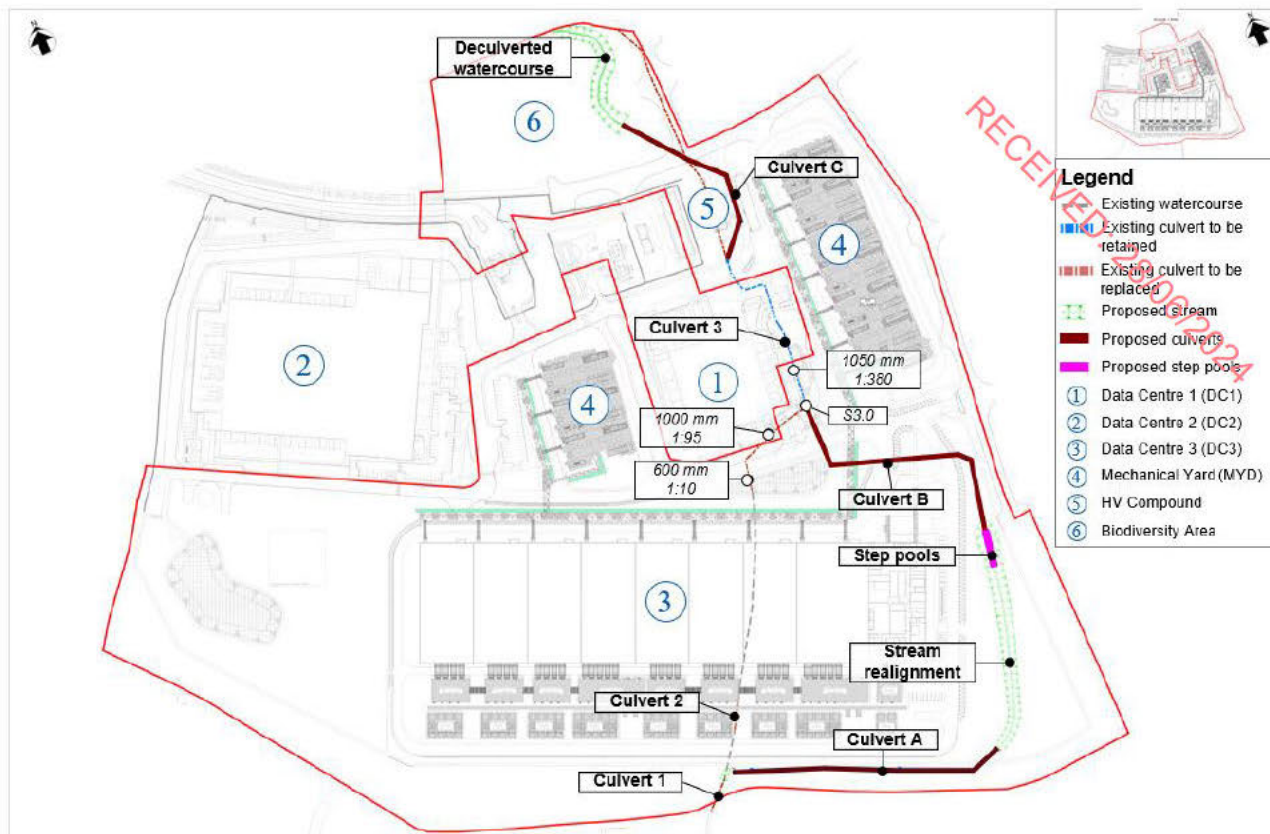 N
N
Deculverted
watercourse
6
Culvert C
5
4
Culvert 3
2
1
1050 mm
1:380
4
1000 mm
1:95
S3.0
600 mm
1:10
Culvert B
Step pools
3
Stream
realignment
Culvert 2
Culvert A
Culvert 1
RECEIVED: 28/06/2024
Legend
Existing watercourse
Existing culvert to be
retained
Existing culvert to be
replaced
Proposed stream
Proposed culverts
Proposed step pools
1 Data Centre 1 (DC1)
2 Data Centre 2 (DC2)
3 Data Centre 3 (DC3)
4 Mechanical Yard (MYD)
5 HV Compound
6 Biodiversity Area